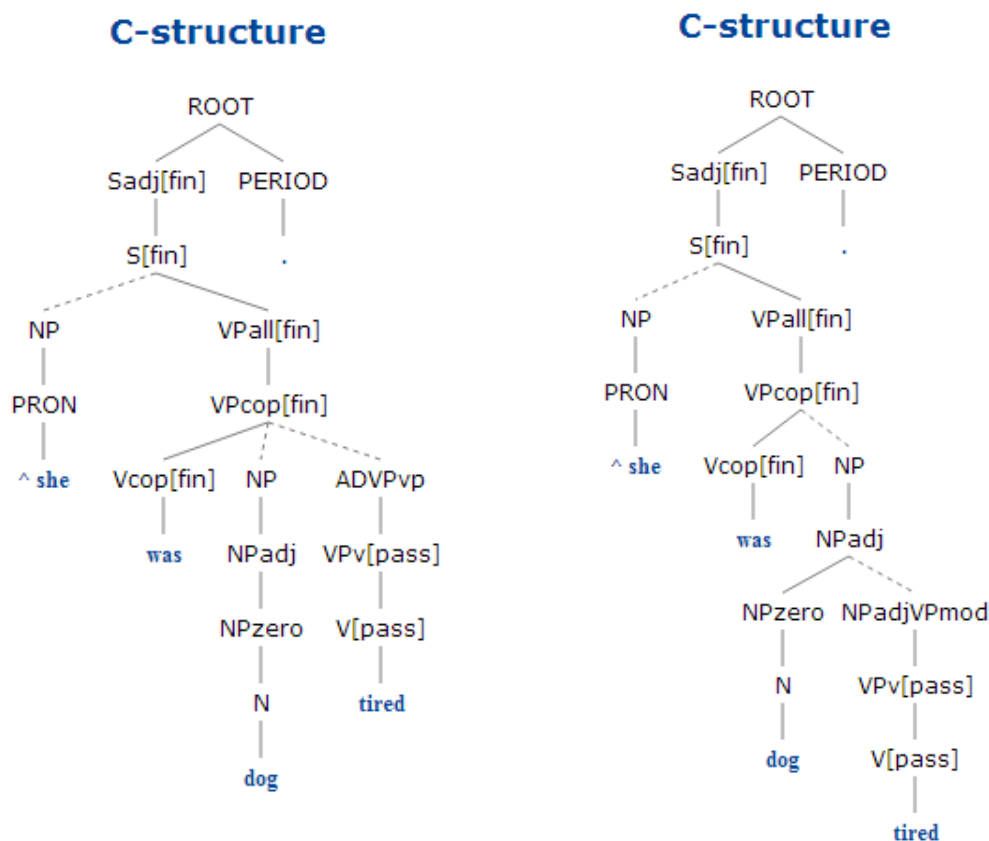 C-structure
ROOT
Sadj[fin] PERIOD
S[fin] .
NP VPall[fin]
PRON VPcop[fin]
^ she Vcop[fin] NP ADVPvp
was NPadj VPv[pass]
NPzero V[pass]
N tired
dog
C-structure
ROOT
Sadj[fin] PERIOD
S[fin] .
NP VPall[fin]
PRON VPcop[fin]
^ she Vcop[fin] NP
was NPadj
NPzero NPadjVPmod
N VPv[pass]
dog V[pass]
tired